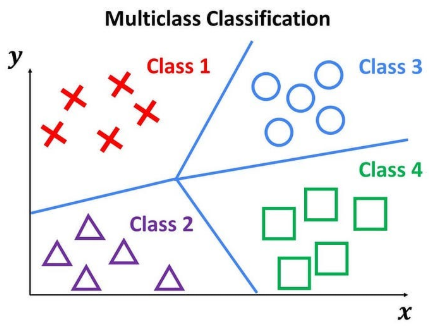 Multiclass Classification
y
Class 1
Class 3
Class 4
Class 2
x